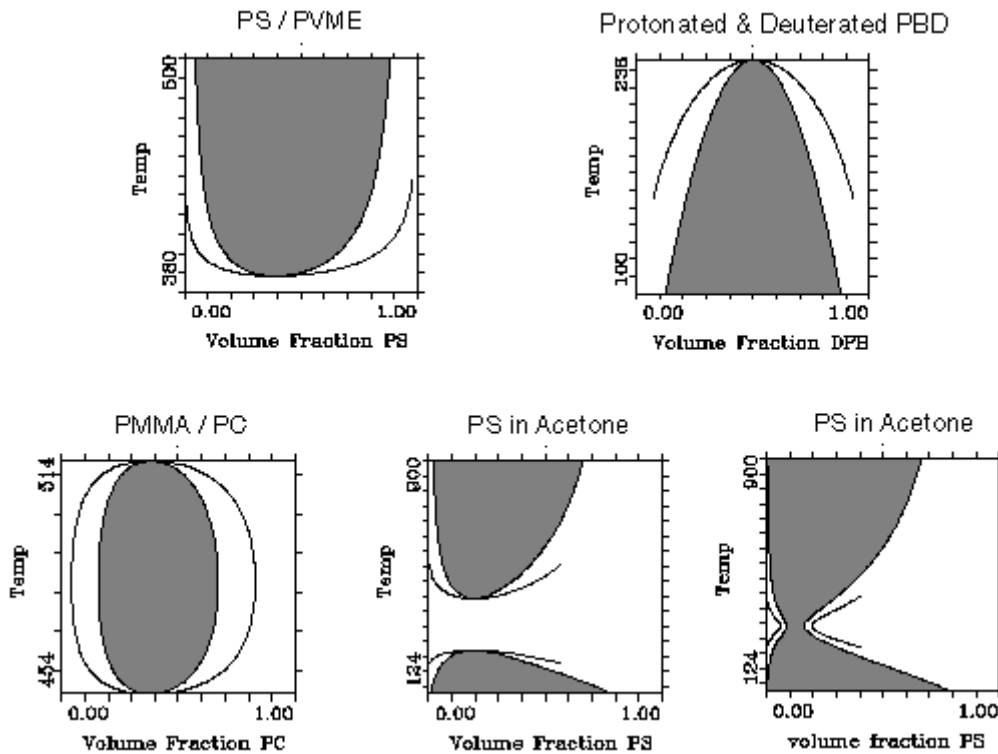 PS / PVME
500
Temp
380
0.00 1.00
Volume Fraction PS
Protonated & Deuterated PBD
236
Temp
100
0.00 1.00
Volume Fraction DPB
PMMA / PC
514
Temp
454
0.00 1.00
Volume Fraction PC
PS in Acetone
900
Temp
124
0.00 1.00
Volume Fraction PS
PS in Acetone
900
Temp
124
0.00 1.00
volume fraction PS